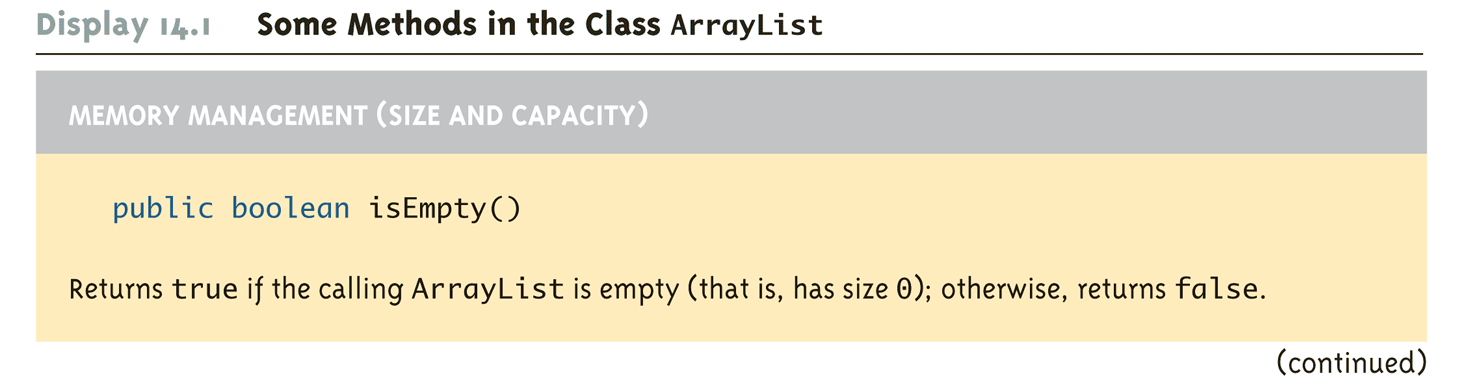 Display 14.1 Some Methods in the Class ArrayList
MEMORY MANAGEMENT (SIZE AND CAPACITY)
public boolean isEmpty()
Returns true if the calling ArrayList is empty (that is, has size 0); otherwise, returns false.
(continued)